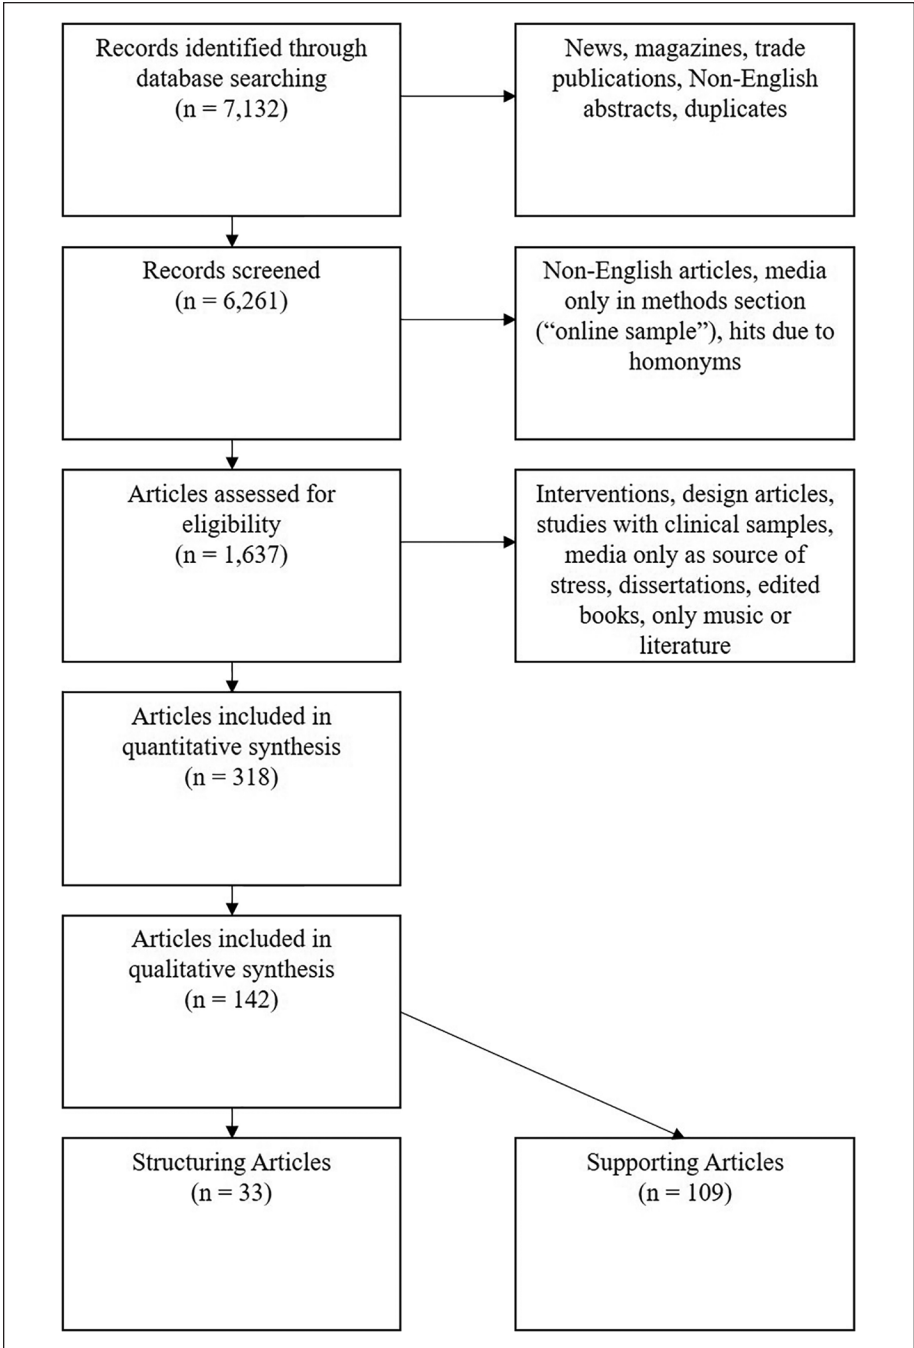 Records identified through
database searching
(n = 7,132)
News, magazines, trade
publications, Non-English
abstracts, duplicates
Records screened
(n = 6,261)
Non-English articles, media
only in methods section
(“online sample”), hits due to
homonyms
Articles assessed for
eligibility
(n = 1,637)
Interventions, design articles,
studies with clinical samples,
media only as source of
stress, dissertations, edited
books, only music or
literature
Articles included in
quantitative synthesis
(n = 318)
Articles included in
qualitative synthesis
(n = 142)
Structuring Articles
(n = 33)
Supporting Articles
(n = 109)